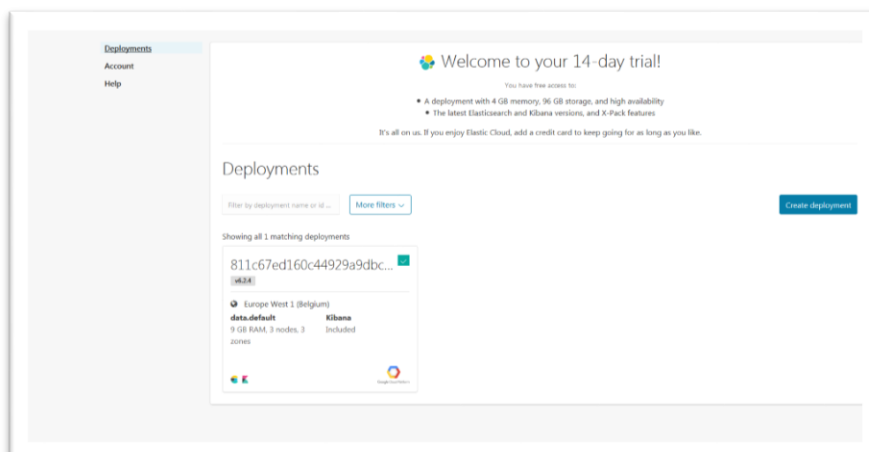 Deployments
Account
Help
Welcome to your 14-day trial!
You have free access to:
• A deployment with 4 GB memory, 96 GB storage, and high availability
• The latest Elasticsearch and Kibana versions, and X-Pack features
It's all on us. If you enjoy Elastic Cloud, add a credit card to keep going for as long as you like.
Deployments
Filter by deployment name or id ...
More filters
Create deployment
Showing all 1 matching deployments
811c67ed160c44929a9dbc...
v6.2.4
Europe West 1 (Belgium)
data.default
9 GB RAM, 3 nodes, 3
zones
Kibana
Included
Google Cloud Platform